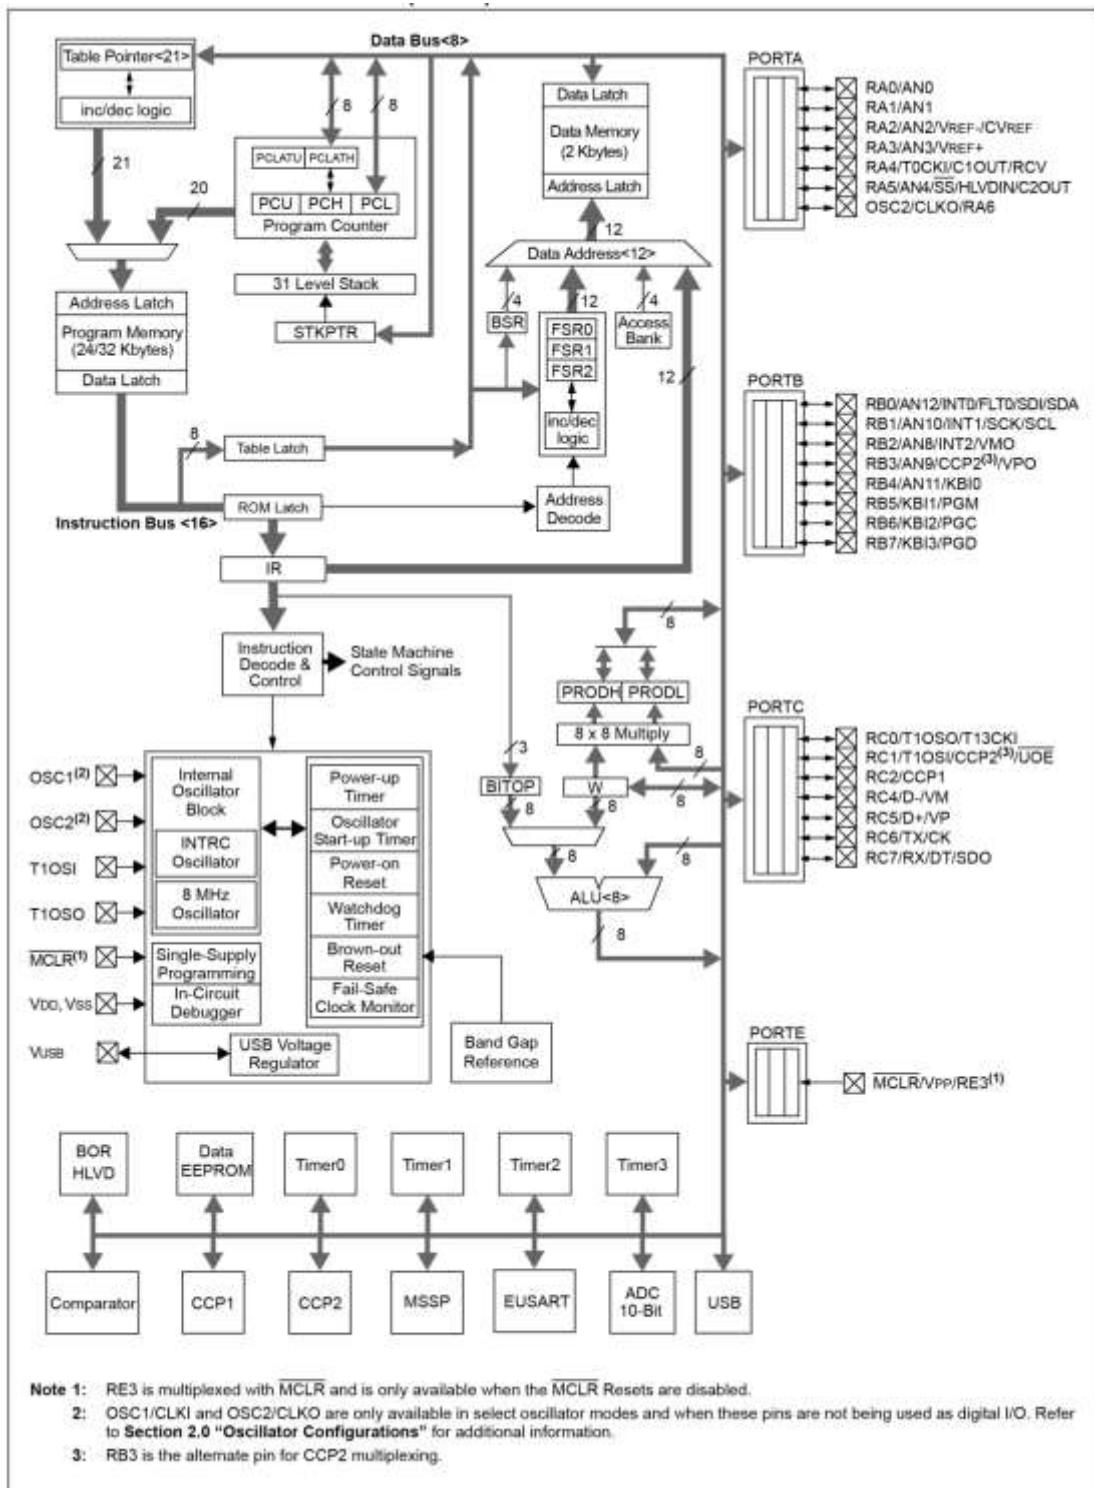 Data Bus<8>
Table Pointer<21>
inc/dec logic
21
20
8
8
PCLATU PCLATH
PCU PCH PCL
Program Counter
31 Level Stack
STKPTR
Address Latch
Program Memory
(24/32 Kbytes)
Data Latch
8
Table Latch
ROM Latch
Instruction Bus <16>
IR
Data Latch
Data Memory
(2 Kbytes)
Address Latch
12
Data Address<12>
4
12
4
BSR
FSR0
FSR1
FSR2
inc/dec
logic
Access
Bank
12
Address
Decode
Instruction
Decode &
Control
State Machine
Control Signals
8
PRODH PRODL
8 x 8 Multiply
3
8
BITOP
W
8
8
8
8
8
ALU<8>
8
OSC1(2)
OSC2(2)
T1OSI
T1OSO
MCLR(1)
VDD, VSS
VUSB
Internal
Oscillator
Block
INTRC
Oscillator
8 MHz
Oscillator
Single-Supply
Programming
In-Circuit
Debugger
USB Voltage
Regulator
Power-up
Timer
Oscillator
Start-up Timer
Power-on
Reset
Watchdog
Timer
Brown-out
Reset
Fail-Safe
Clock Monitor
Band Gap
Reference
PORTA
RA0/AN0
RA1/AN1
RA2/AN2/VREF-/CVREF
RA3/AN3/VREF+
RA4/T0CKI/C1OUT/RCV
RA5/AN4/SS/HLVDIN/C2OUT
OSC2/CLKO/RA6
PORTB
RB0/AN12/INT0/FLT0/SDI/SDA
RB1/AN10/INT1/SCK/SCL
RB2/AN8/INT2/VMO
RB3/AN9/CCP2(3)/VPO
RB4/AN11/KBI0
RB5/KBI1/PGM
RB6/KBI2/PGC
RB7/KBI3/PGD
PORTC
RC0/T1OSO/T13CKI
RC1/T1OSI/CCP2(3)/UOE
RC2/CCP1
RC4/D-/VM
RC5/D+/VP
RC6/TX/CK
RC7/RX/DT/SDO
PORTE
MCLR/VPP/RE3(1)
BOR
HLVD
Data
EEPROM
Timer0
Timer1
Timer2
Timer3
Comparator
CCP1
CCP2
MSSP
EUSART
ADC
10-Bit
USB
Note 1: RE3 is multiplexed with MCLR and is only available when the MCLR Resets are disabled.
2: OSC1/CLKI and OSC2/CLKO are only available in select oscillator modes and when these pins are not being used as digital I/O. Refer
to Section 2.0 “Oscillator Configurations” for additional information.
3: RB3 is the alternate pin for CCP2 multiplexing.